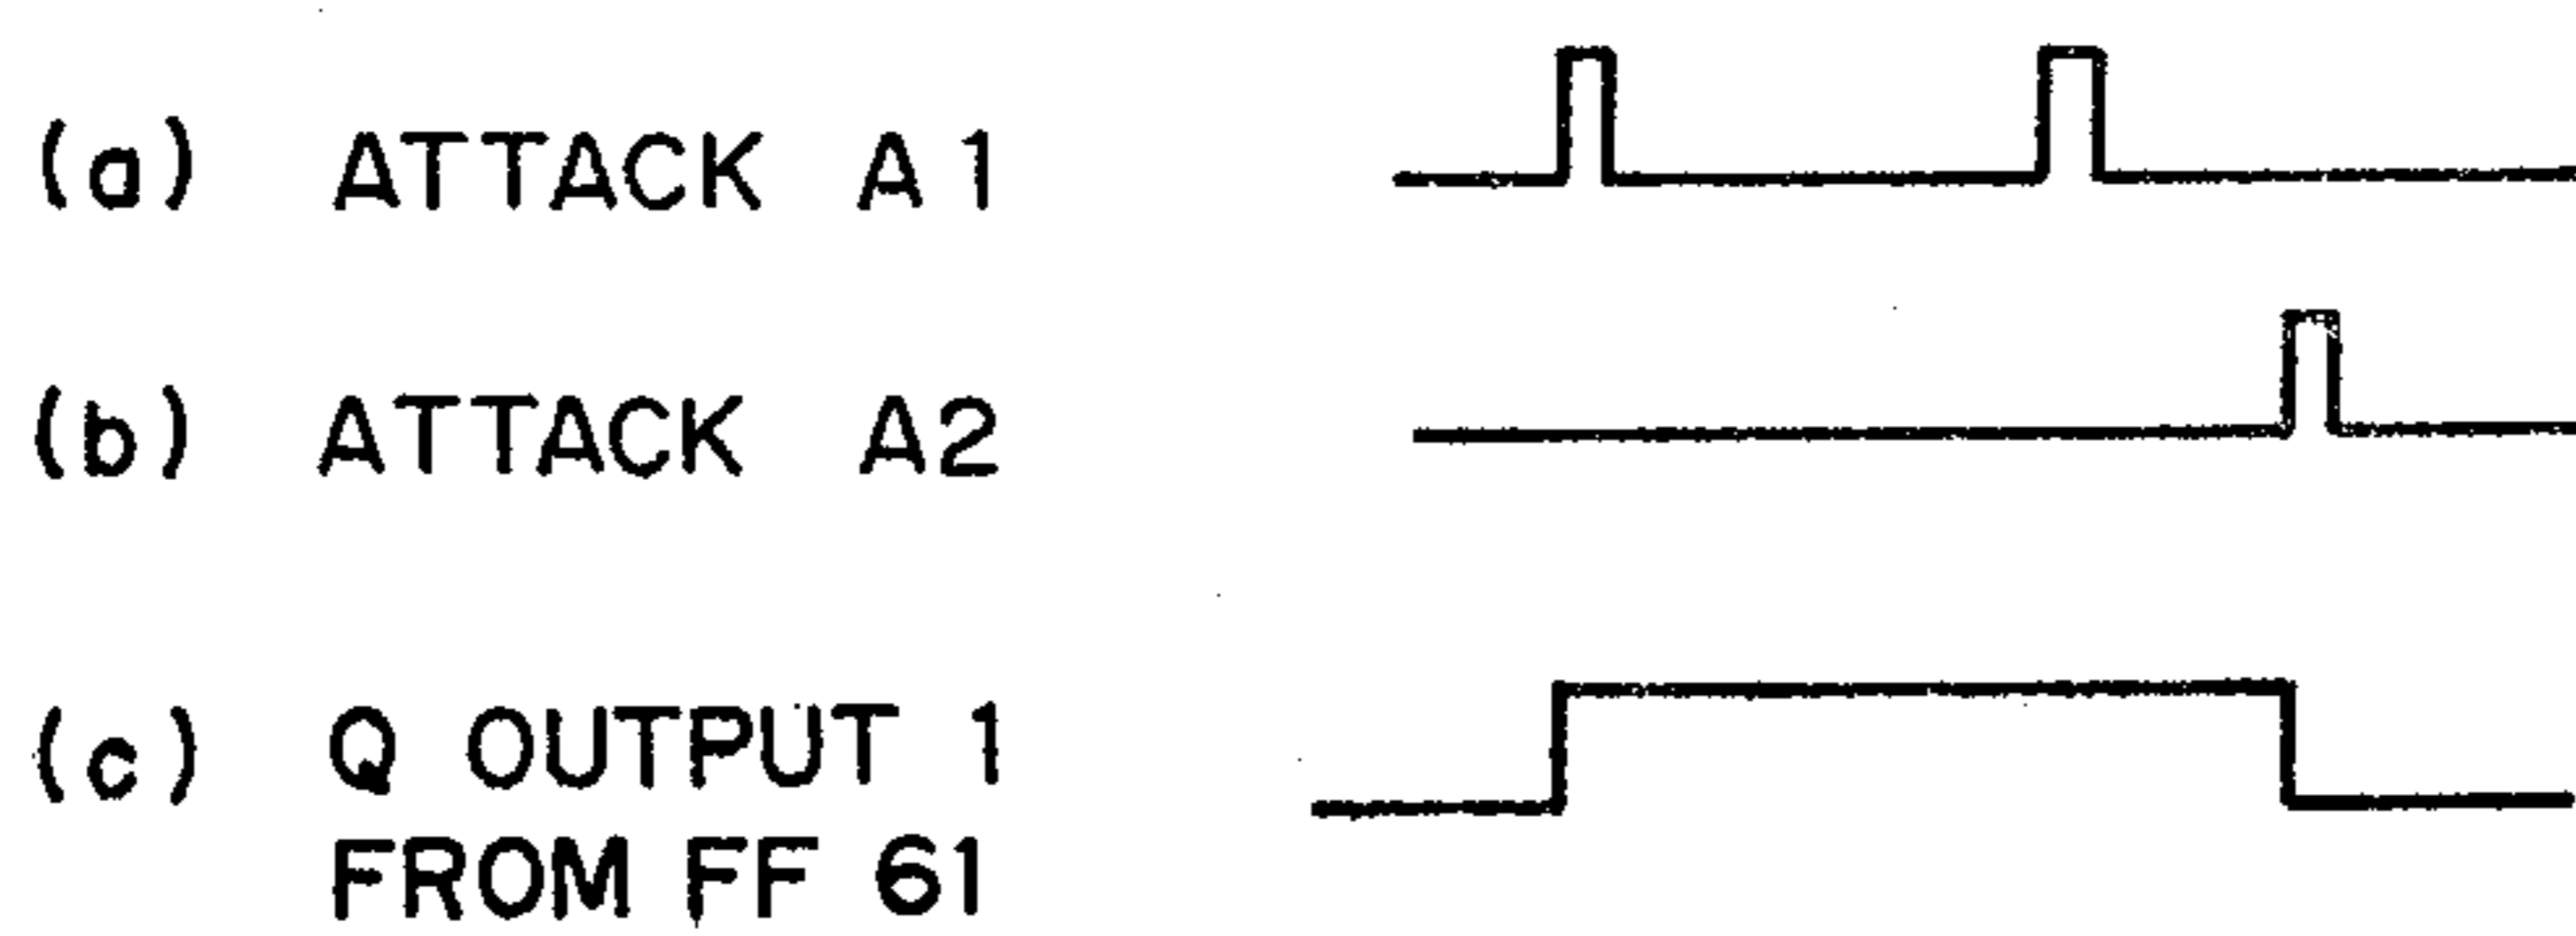 (a) ATTACK A1
(b) ATTACK A2
(c) Q OUTPUT 1
FROM FF 61